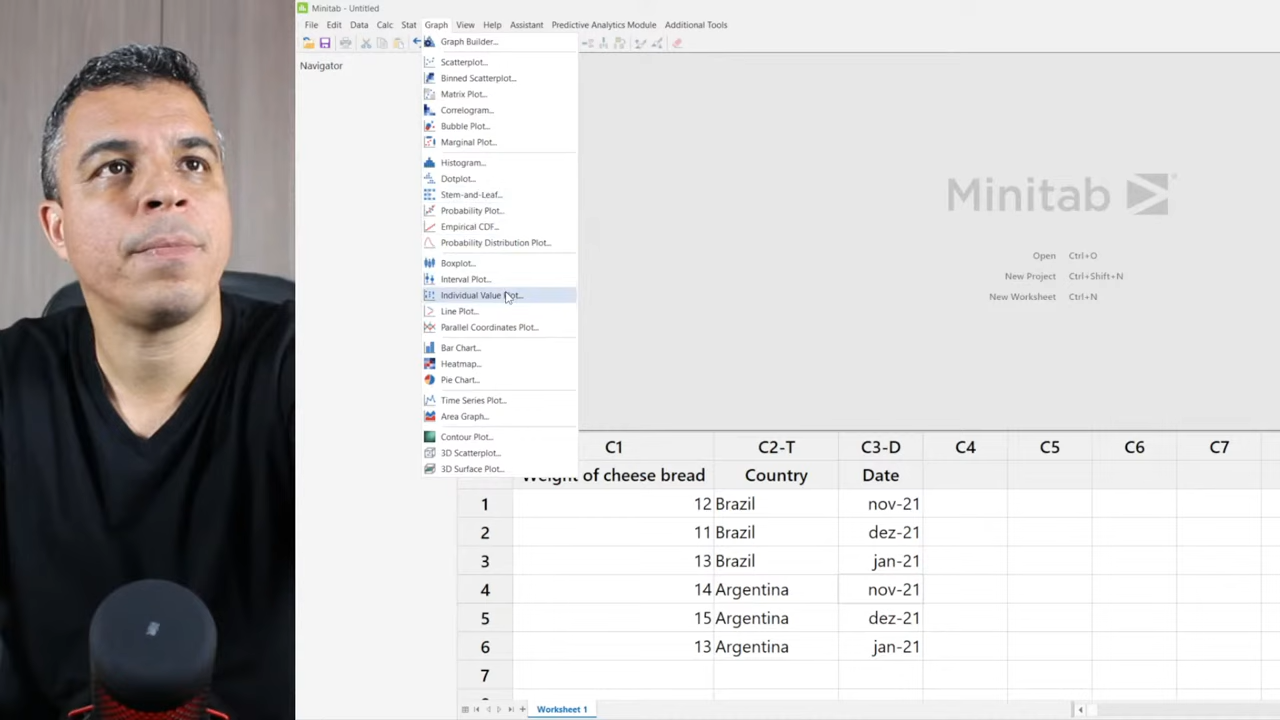 Minitab - Untitled
File Edit Data Calc Stat Graph View Help Assistant Predictive Analytics Module Additional Tools
Navigator
Graph Builder...
Scatterplot...
Binned Scatterplot...
Matrix Plot...
Correlogram...
Bubble Plot...
Marginal Plot...
Histogram...
Dotplot...
Stem-and-Leaf...
Probability Plot...
Empirical CDF...
Probability Distribution Plot...
Boxplot...
Interval Plot...
Individual Value Plot...
Line Plot...
Parallel Coordinates Plot...
Bar Chart...
Heatmap...
Pie Chart...
Time Series Plot...
Area Graph...
Contour Plot...
3D Scatterplot...
3D Surface Plot...
Minitab
Open Ctrl+O
New Project Ctrl+Shift+N
New Worksheet Ctrl+N
C1 C2-T C3-D C4 C5 C6 C7
Weight of cheese bread Country Date
1 12 Brazil nov-21
2 11 Brazil dez-21
3 13 Brazil jan-21
4 14 Argentina nov-21
5 15 Argentina dez-21
6 13 Argentina jan-21
7
Worksheet 1